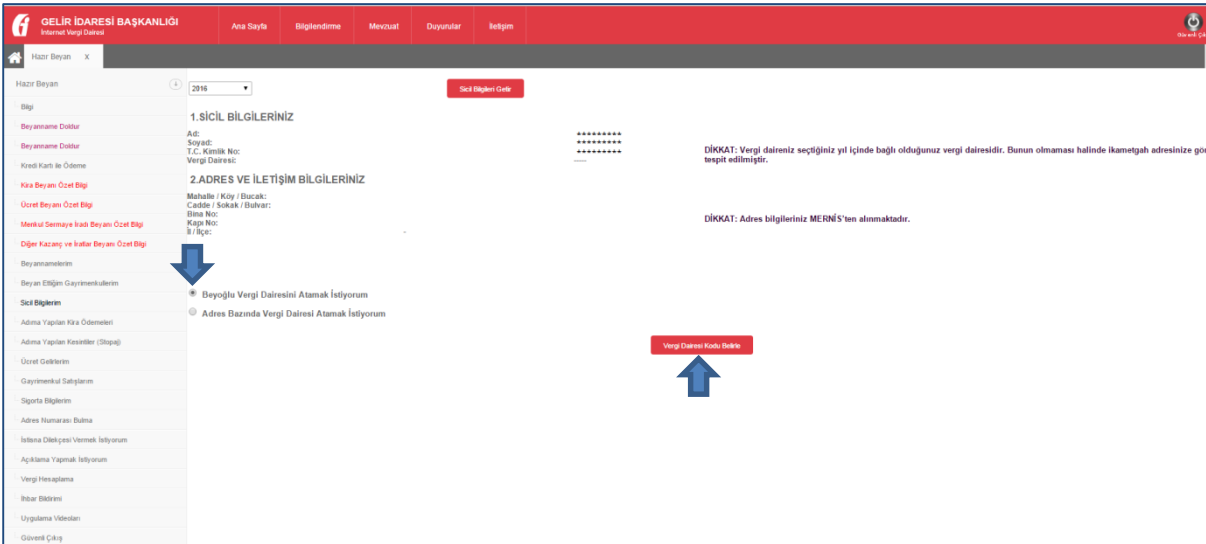 GELİR İDARESİ BAŞKANLIĞI
İnternet Vergi Dairesi
Ana Sayfa
Bilgilendirme
Mevzuat
Duyurular
İletişim
Güvenli Çıkı
Hazır Beyan X
Hazır Beyan
Bilgi
Beyanname Doldur
Beyanname Doldur
Kredi Kartı ile Ödeme
Kira Beyanı Özet Bilgi
Ücret Beyanı Özet Bilgi
Menkul Sermaye İradı Beyanı Özet Bilgi
Diğer Kazanç ve İratlar Beyanı Özet Bilgi
Beyannamelerim
Beyan Ettiğim Gayrimenkullerim
Sicil Bilgilerim
Adıma Yapılan Kira Ödemeleri
Adıma Yapılan Kesintiler (Stopaj)
Ücret Gelirlerim
Gayrimenkul Satışlarım
Sigorta Bilgilerim
Adres Numarası Bulma
İstisna Dilekçesi Vermek İstiyorum
Açıklama Yapmak İstiyorum
Vergi Hesaplama
İhbar Bildirimi
Uygulama Videoları
Güvenli Çıkış
2016
Sicil Bilgileri Getir
1.SİCİL BİLGİLERİNİZ
Ad: *********
Soyad: *********
T.C. Kimlik No: *********
Vergi Dairesi:
DİKKAT: Vergi daireniz seçtiğiniz yıl içinde bağlı olduğunuz vergi dairesidir. Bunun olmaması halinde ikametgah adresinize gör
tespit edilmiştir.
2.ADRES VE İLETİŞİM BİLGİLERİNİZ
Mahalle / Köy / Bucak:
Cadde / Sokak / Bulvar:
Bina No:
Kapı No:
İl / İlçe: -
DİKKAT: Adres bilgileriniz MERNİS'ten alınmaktadır.
Beyoğlu Vergi Dairesini Atamak İstiyorum
Adres Bazında Vergi Dairesi Atamak İstiyorum
Vergi Dairesi Kodu Belirle